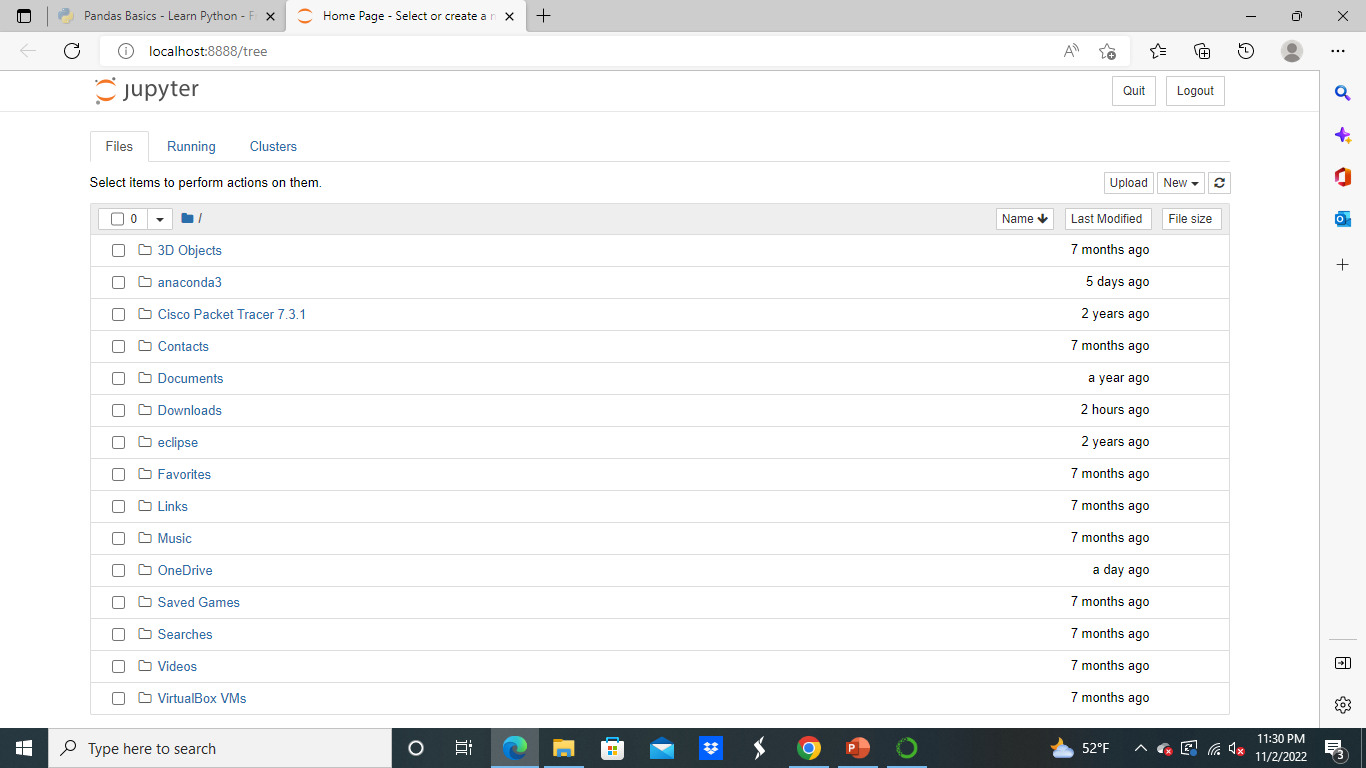 Pandas Basics - Learn Python - F
Home Page - Select or create a n
localhost:8888/tree
jupyter
Quit
Logout
Files
Running
Clusters
Select items to perform actions on them.
Upload
New
0
/
Name
Last Modified
File size
3D Objects 7 months ago
anaconda3 5 days ago
Cisco Packet Tracer 7.3.1 2 years ago
Contacts 7 months ago
Documents a year ago
Downloads 2 hours ago
eclipse 2 years ago
Favorites 7 months ago
Links 7 months ago
Music 7 months ago
OneDrive a day ago
Saved Games 7 months ago
Searches 7 months ago
Videos 7 months ago
VirtualBox VMs 7 months ago
Type here to search
52°F
11:30 PM
11/2/2022
3